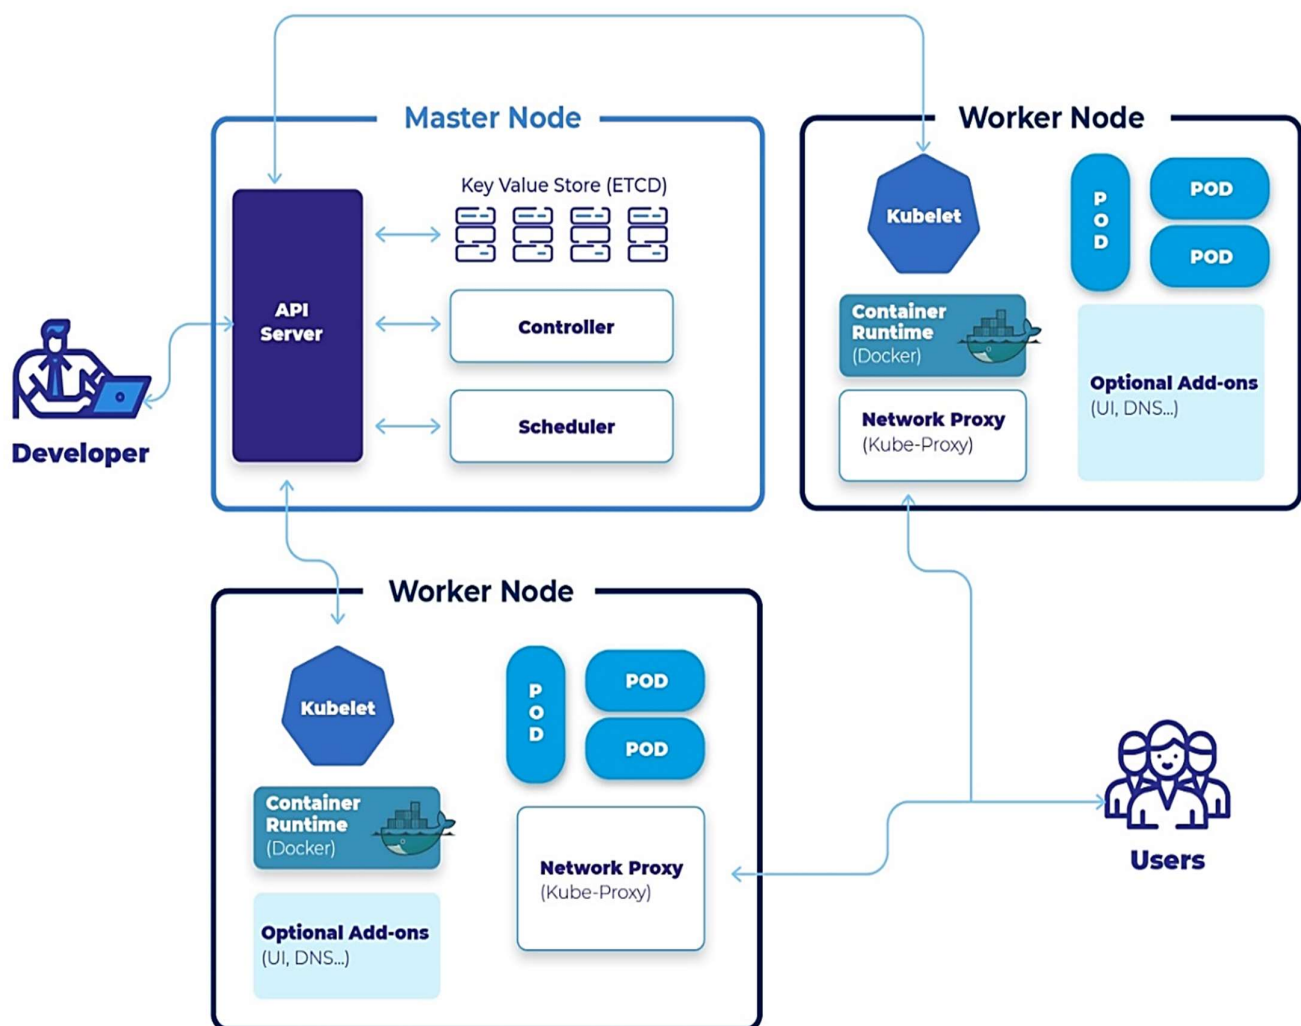 Master Node
Key Value Store (ETCD)
API
Server
Controller
Scheduler
Developer
Worker Node
Kubelet
P
O
D
POD
POD
Container
Runtime
(Docker)
Optional Add-ons
(UI, DNS...)
Network Proxy
(Kube-Proxy)
Worker Node
Kubelet
P
O
D
POD
POD
Container
Runtime
(Docker)
Network Proxy
(Kube-Proxy)
Optional Add-ons
(UI, DNS...)
Users